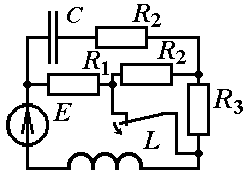 C R₂
R₁ R₂
E L R₃